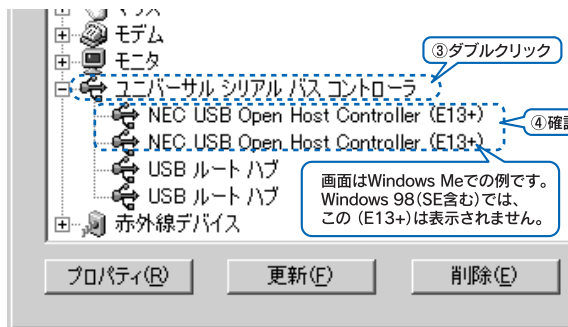 モデム
③ダブルクリック
モニタ
ユニバーサル シリアル バス コントローラ
NEC USB Open Host Controller (E13+)
④確認
NEC USB Open Host Controller (E13+)
USB ルート ハブ
USB ルート ハブ
画面はWindows Meでの例です。
Windows 98(SE含む)では、
この (E13+)は表示されません。
赤外線デバイス
プロパティ(R)
更新(F)
削除(E)